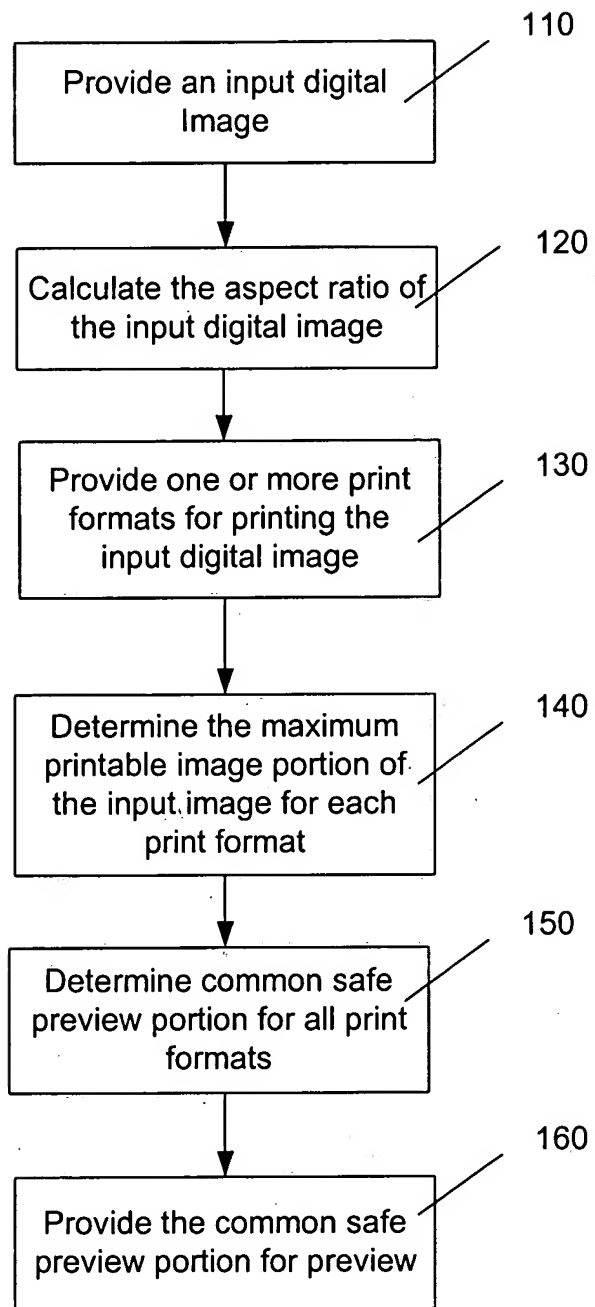 110
Provide an input digital
Image
120
Calculate the aspect ratio of
the input digital image
130
Provide one or more print
formats for printing the
input digital image
140
Determine the maximum
printable image portion of
the input image for each
print format
150
Determine common safe
preview portion for all print
formats
160
Provide the common safe
preview portion for preview